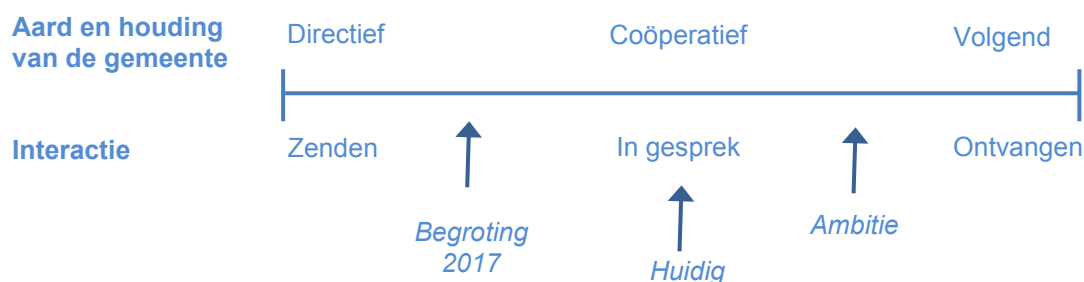 Aard en houding van de gemeente
Directief
Coöperatief
Volgend
Interactie
Zenden
In gesprek
Ontvangen
Begroting
2017
Huidig
Ambitie